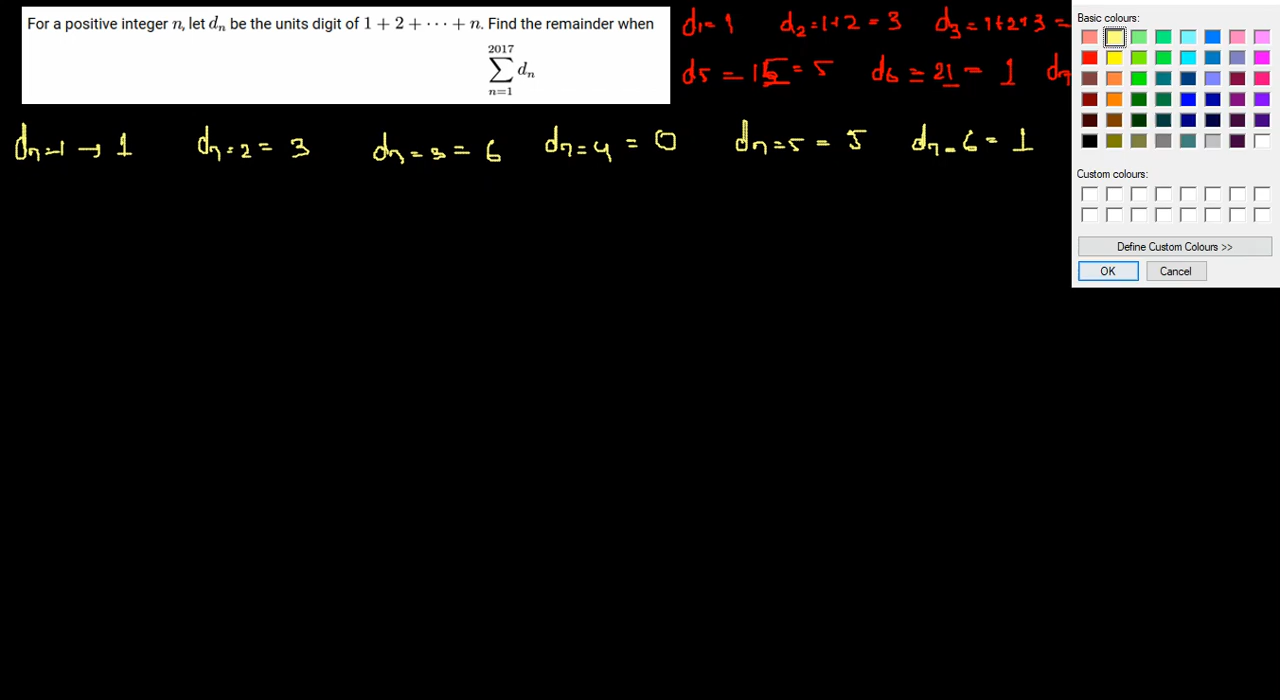 For a positive integer n, let dₙ be the units digit of 1 + 2 + ··· + n. Find the remainder when
2017
∑ dₙ
n=1
d₁=1 d₂=1+2=3 d₃=1+2+3=
d5 = 15 = 5 d6 = 21 = 1 d7
dn=1 → 1 dn=2 = 3 dn=3 = 6 dn=4 = 0 dn=5 = 5 dn=6 = 1
Basic colours:
Custom colours:
Define Custom Colours >>
OK Cancel